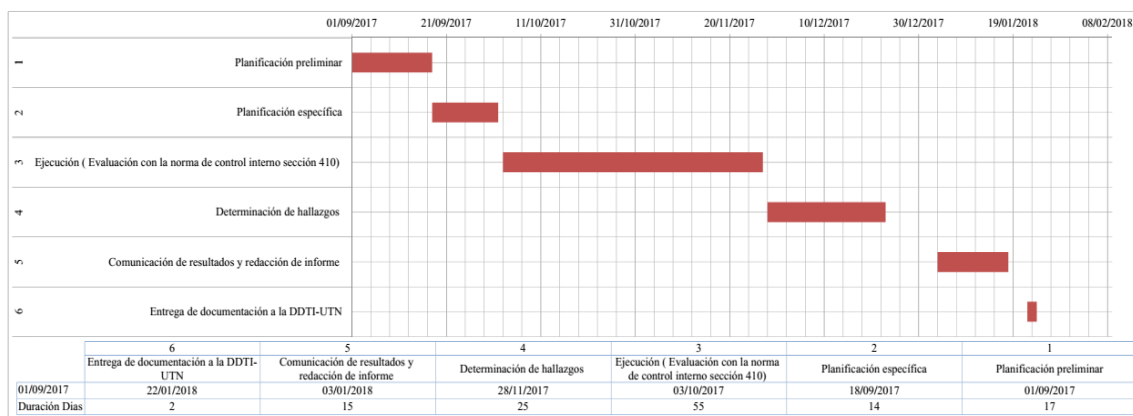 01/09/2017 21/09/2017 11/10/2017 31/10/2017 20/11/2017 10/12/2017 30/12/2017 19/01/2018 08/02/2018
1 Planificación preliminar
2 Planificación específica
3 Ejecución ( Evaluación con la norma de control interno sección 410)
4 Determinación de hallazgos
5 Comunicación de resultados y redacción de informe
6 Entrega de documentación a la DDTI-UTN
6 5 4 3 2 1
Entrega de documentación a la DDTI-UTN Comunicación de resultados y redacción de informe Determinación de hallazgos Ejecución ( Evaluación con la norma de control interno sección 410) Planificación específica Planificación preliminar
01/09/2017 22/01/2018 03/01/2018 28/11/2017 03/10/2017 18/09/2017 01/09/2017
Duración Dias 2 15 25 55 14 17